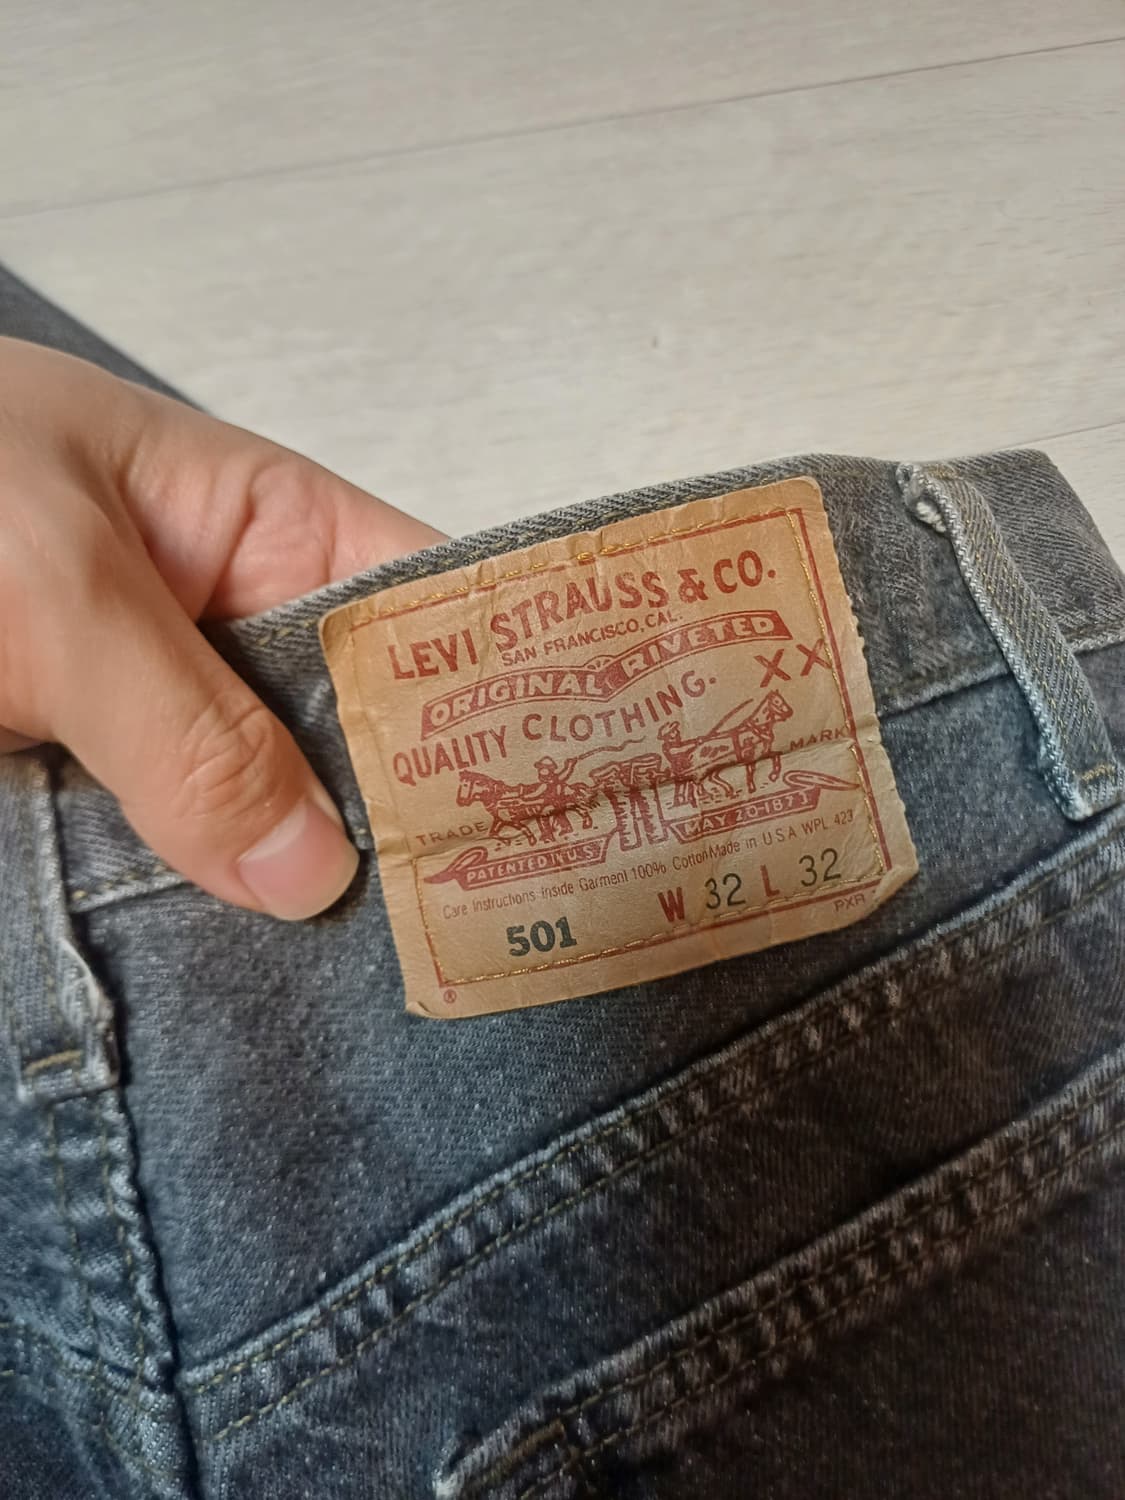 LEVI STRAUSS & CO.
SAN FRANCISCO, CAL.
ORIGINAL RIVETED
QUALITY CLOTHING. XX
TRADE MARK
PATENTED IN U.S. MAY 20 1873
Care Instructions Inside Garment 100% Cotton Made in U.S.A WPL 423
501 W 32 L 32
® PXR